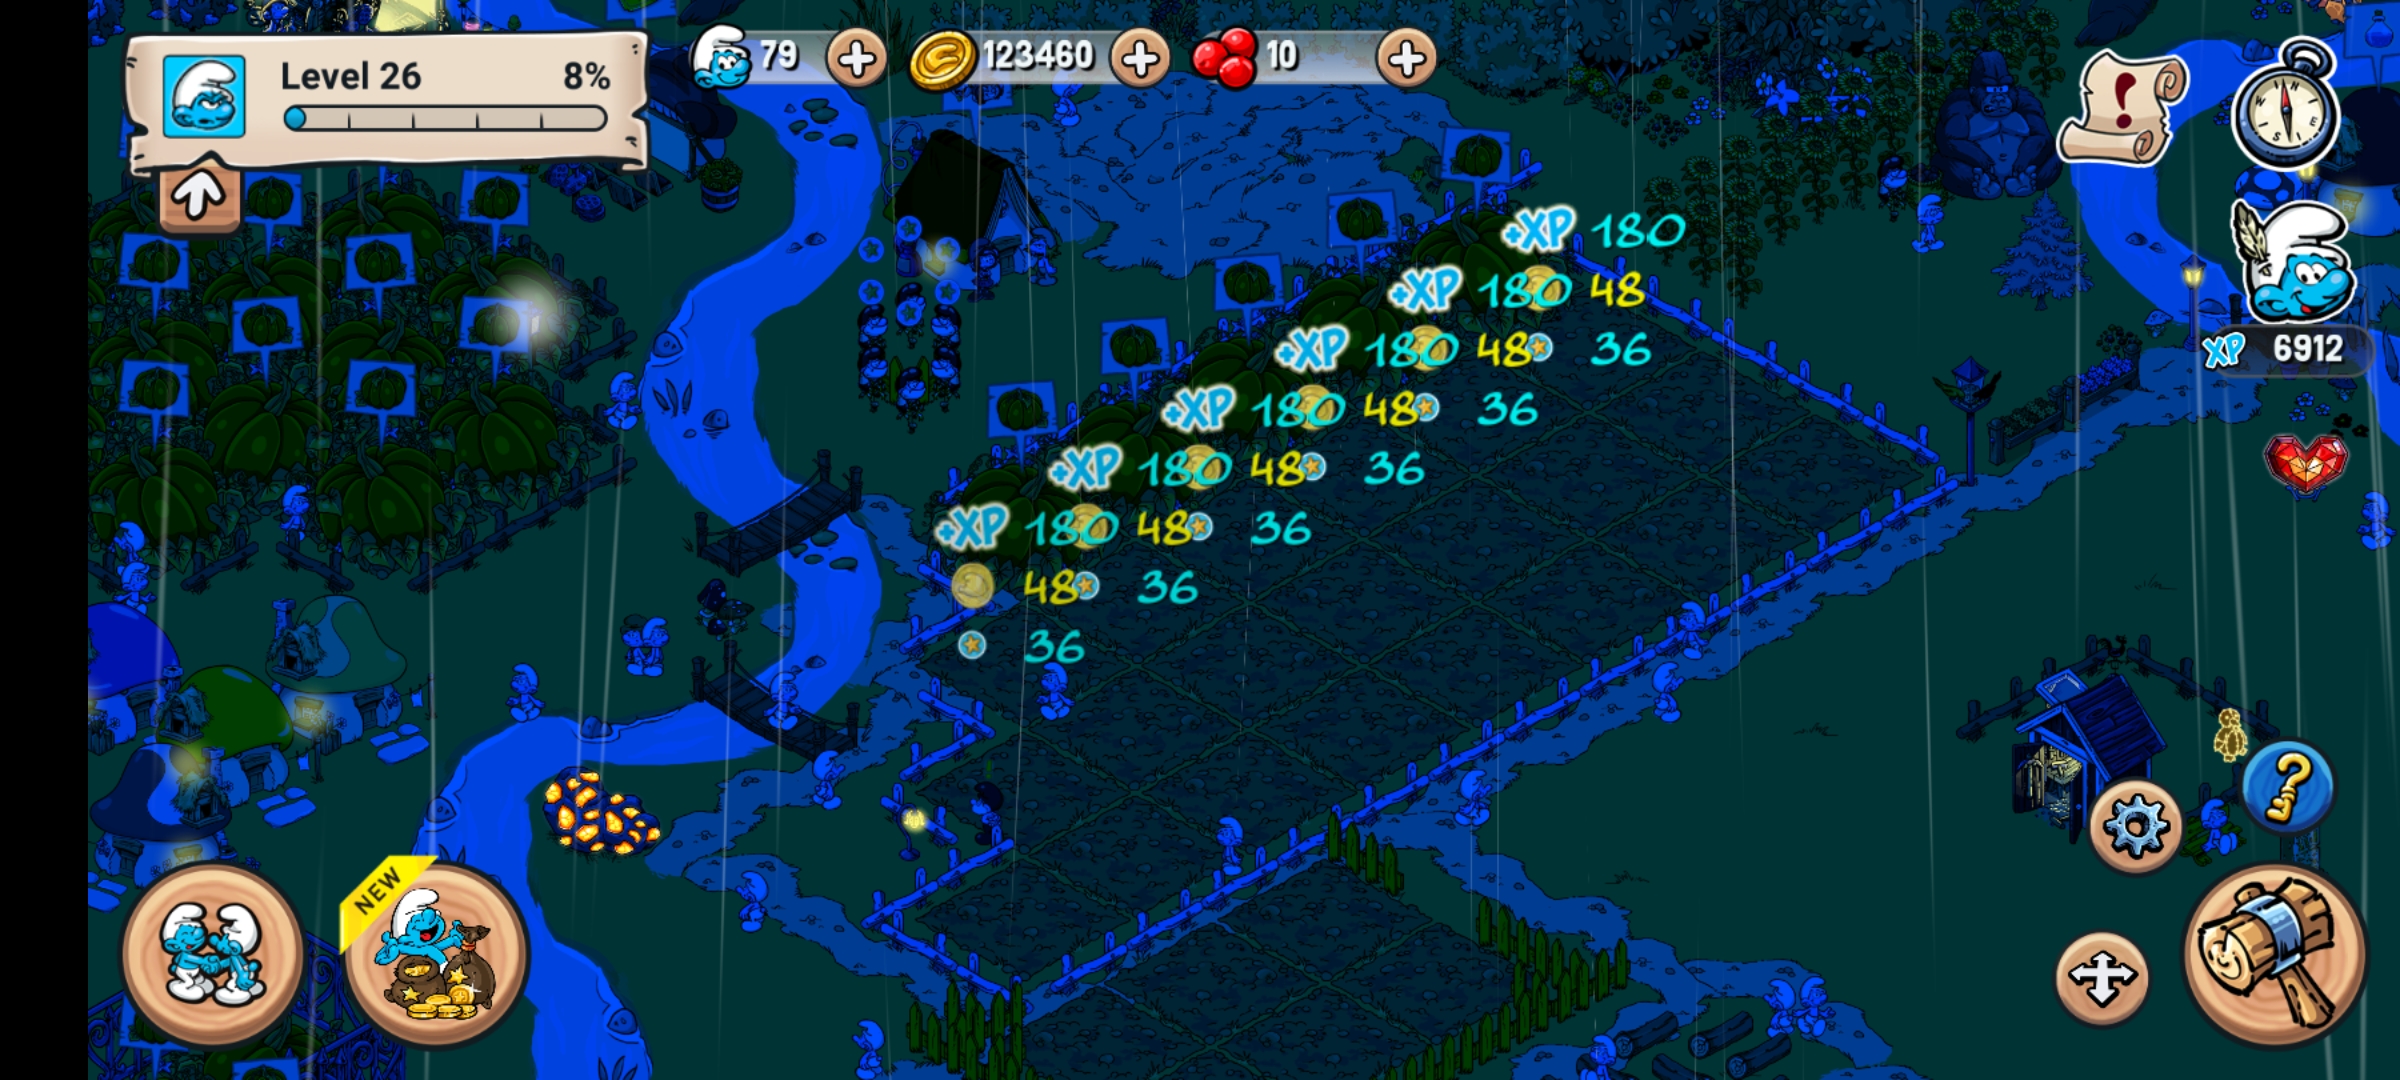 Level 26 8%
79
123460
10
+XP 180
+XP 180 48
+XP 180 48 36
+XP 180 48 36
+XP 180 48 36
+XP 180 48 36
48 36
36
XP 6912
NEW